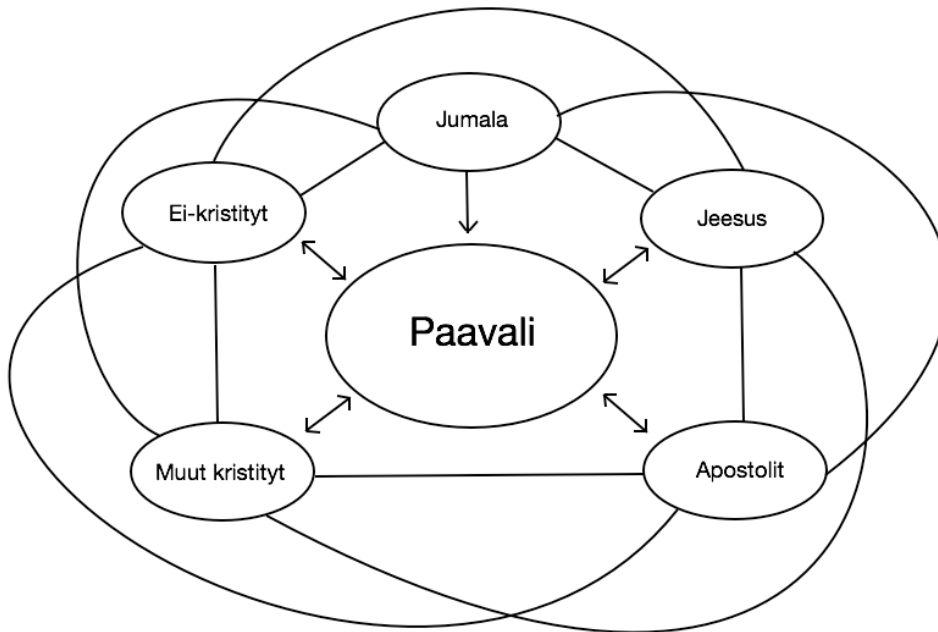 Jumala
Ei-kristityt
Jeesus
Paavali
Muut kristityt
Apostolit